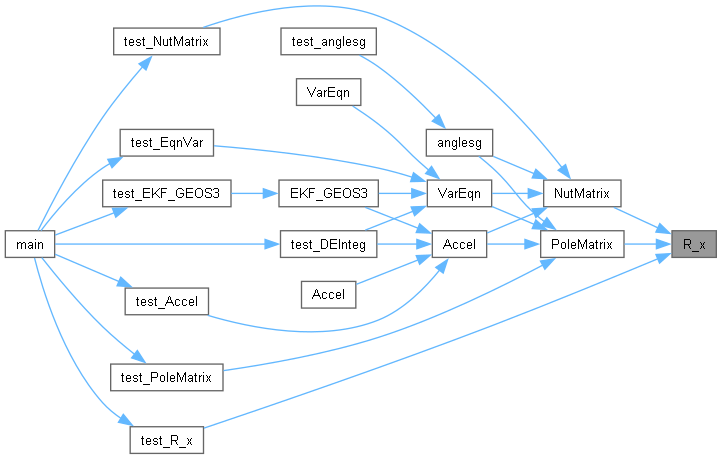 test_NutMatrix
test_anglesg
VarEqn
test_EqnVar
anglesg
test_EKF_GEOS3
EKF_GEOS3
VarEqn
NutMatrix
main
test_DEInteg
Accel
PoleMatrix
R_x
Accel
test_Accel
test_PoleMatrix
test_R_x